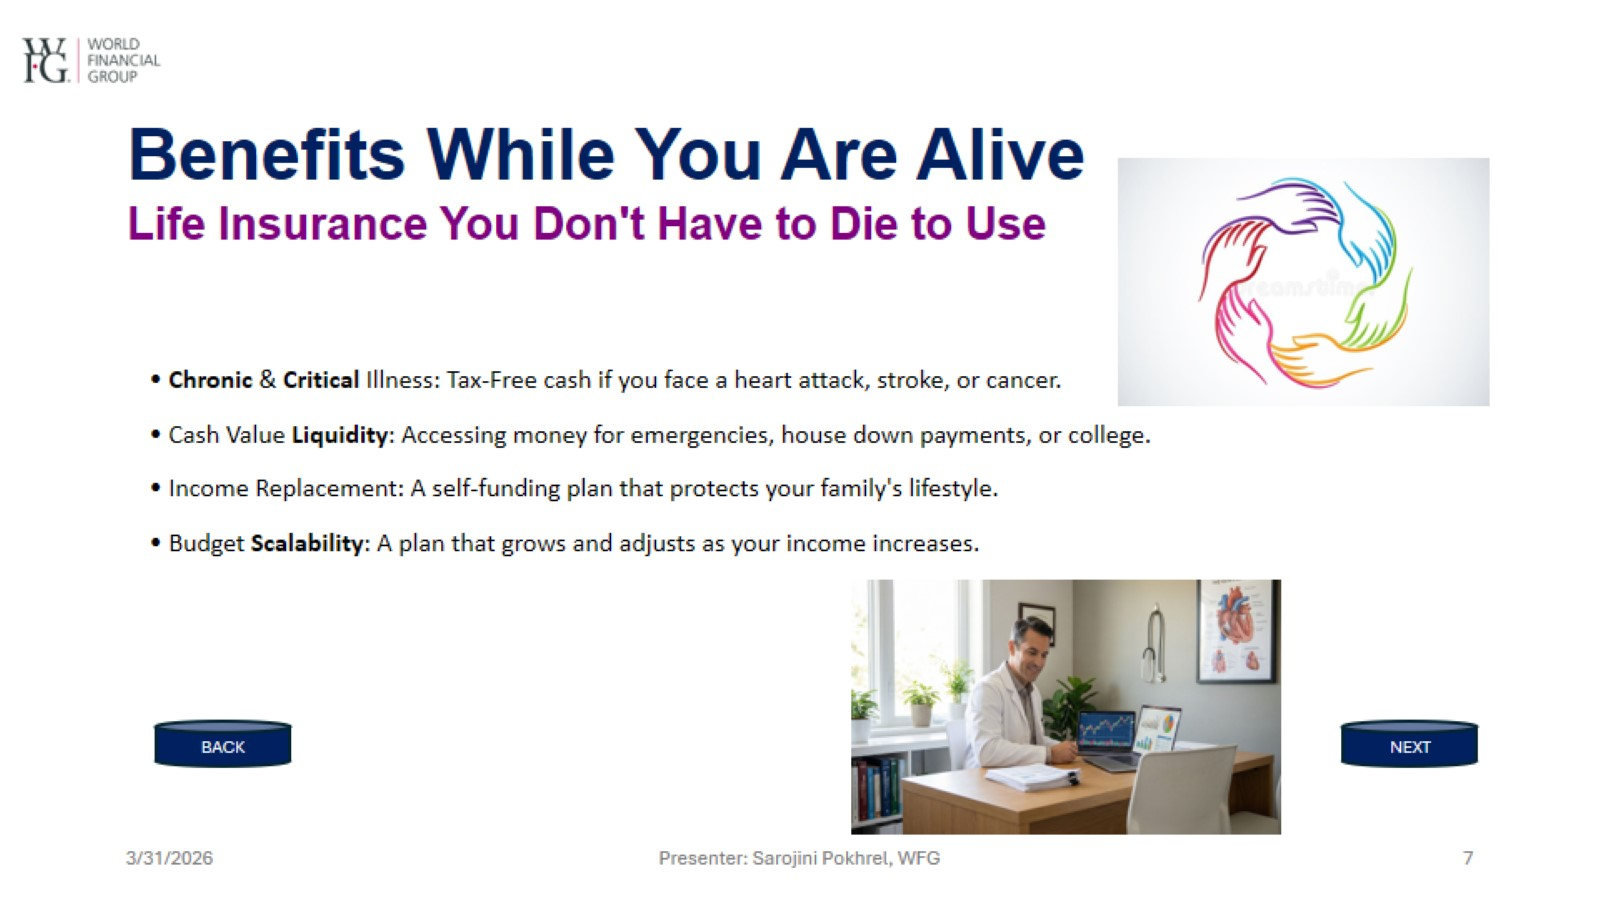 WFG.
WORLD
FINANCIAL
GROUP
Benefits While You Are Alive
Life Insurance You Don't Have to Die to Use
• Chronic & Critical Illness: Tax-Free cash if you face a heart attack, stroke, or cancer.
• Cash Value Liquidity: Accessing money for emergencies, house down payments, or college.
• Income Replacement: A self-funding plan that protects your family's lifestyle.
• Budget Scalability: A plan that grows and adjusts as your income increases.
BACK
NEXT
3/31/2026
Presenter: Sarojini Pokhrel, WFG
7